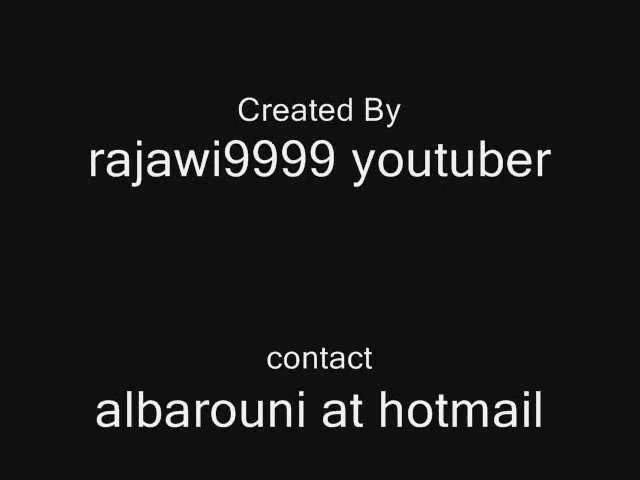 Created By
rajawi9999 youtuber
contact
albarouni at hotmail